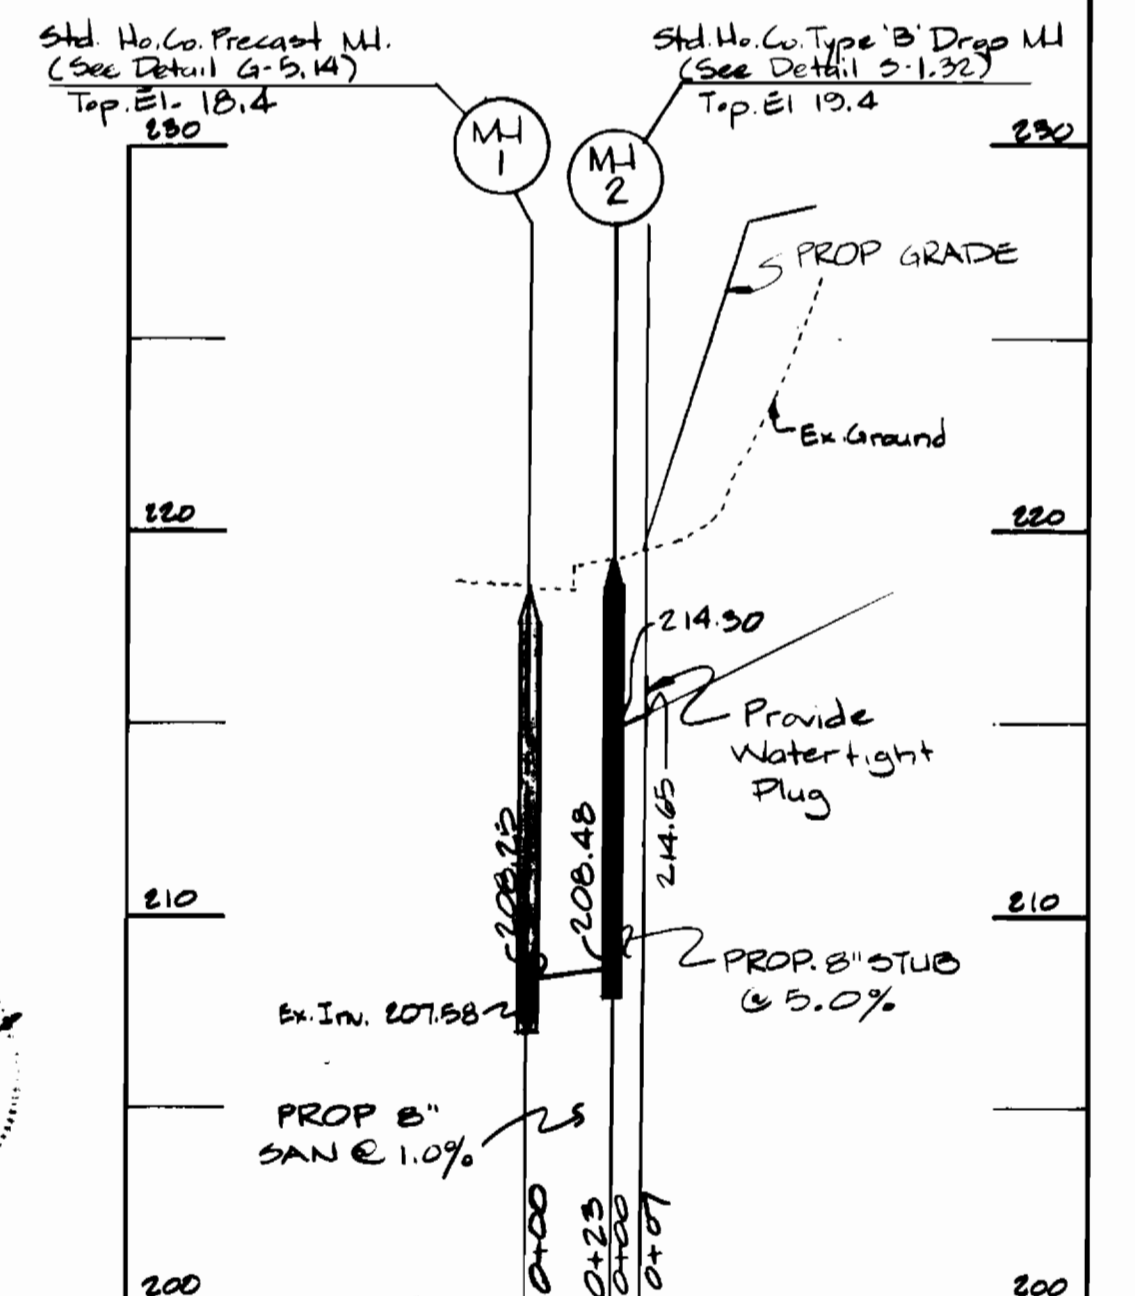 Std. Ho.Co. Precast MH.
(See Detail G-5.14)
Top. El- 18.4
Std. Ho. Co. Type 'B' Drop MH
(See Detail S-1.32)
Top. El 19.4
230
230
MH
1
MH
2
S PROP GRADE
Ex. Ground
220
220
214.30
Provide
Watertight
Plug
214.65
208.25
208.48
210
210
PROP. 8" STUB
@ 5.0%
Ex. Inv. 207.58
PROP 8"
SAN @ 1.0%
0+00
0+23
0+00
0+07
200
200